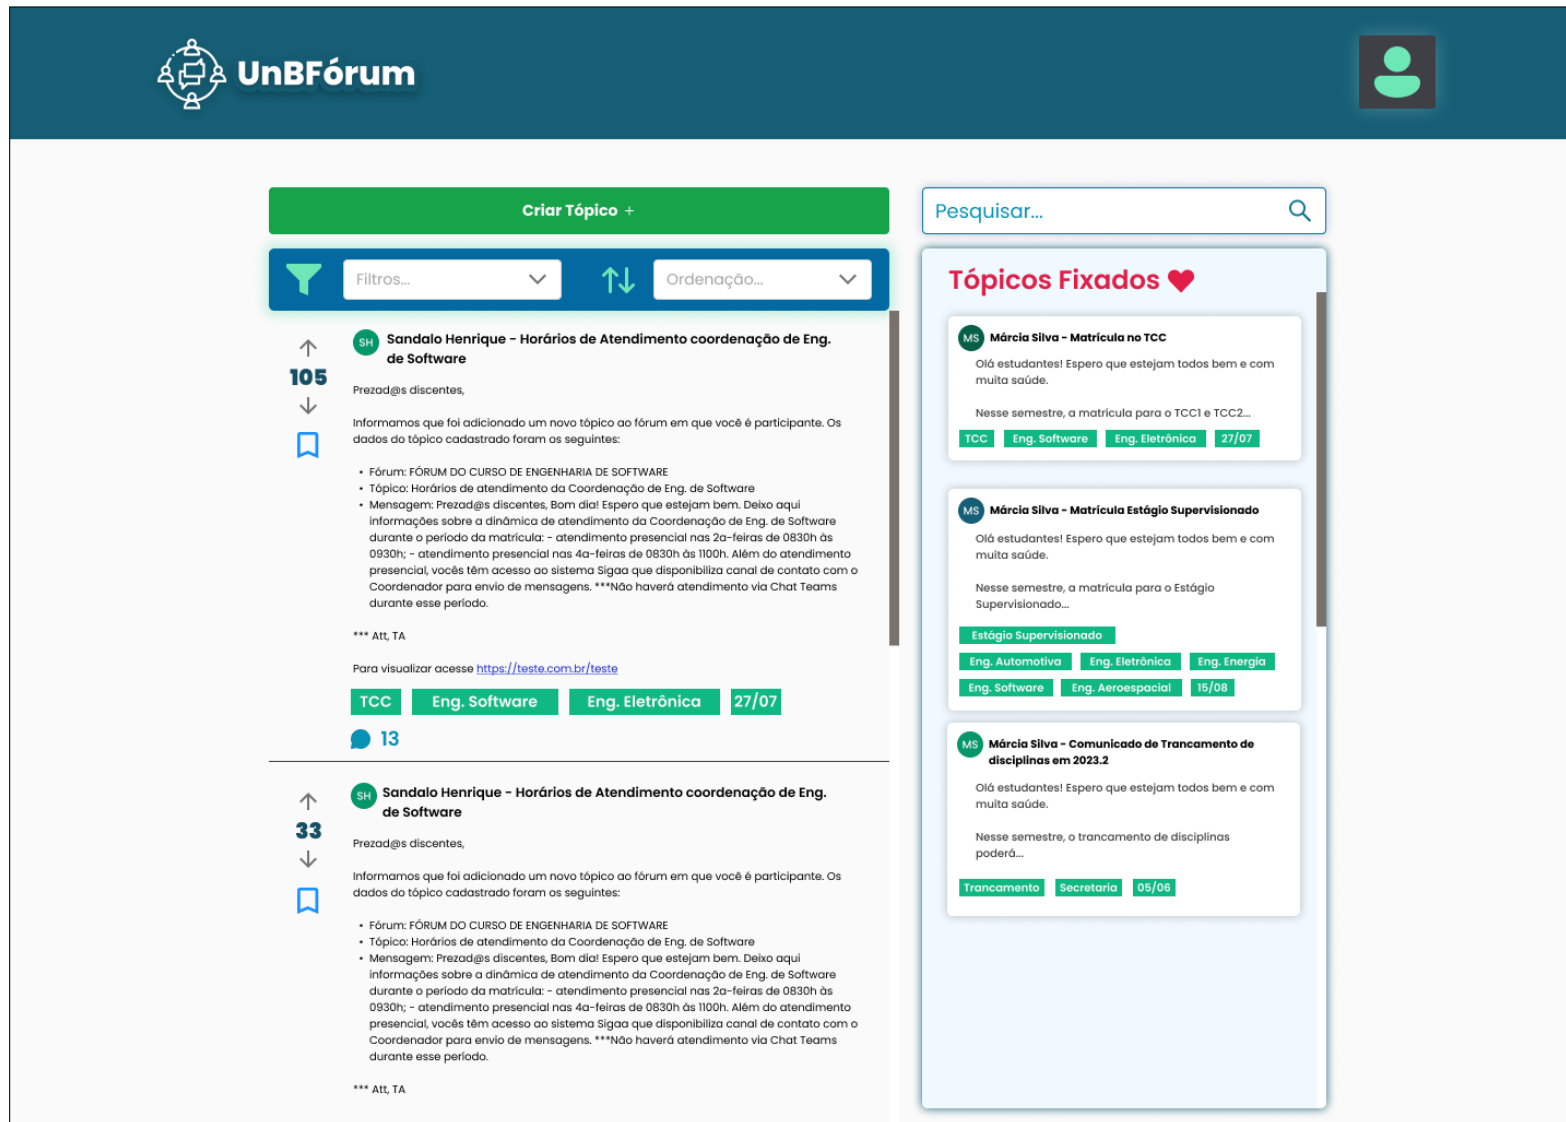 UnBFórum
Criar Tópico +
Filtros...
Ordenação...
SH
Sandalo Henrique - Horários de Atendimento coordenação de Eng.
de Software
105
Prezad@s discentes,
Informamos que foi adicionado um novo tópico ao fórum em que você é participante. Os
dados do tópico cadastrado foram os seguintes:
• Fórum: FÓRUM DO CURSO DE ENGENHARIA DE SOFTWARE
• Tópico: Horários de atendimento da Coordenação de Eng. de Software
• Mensagem: Prezad@s discentes, Bom dia! Espero que estejam bem. Deixo aqui
informações sobre a dinâmica de atendimento da Coordenação de Eng. de Software
durante o período da matrícula: - atendimento presencial nas 2a-feiras de 0830h às
0930h; - atendimento presencial nas 4a-feiras de 0830h às 1100h. Além do atendimento
presencial, vocês têm acesso ao sistema Sigaa que disponibiliza canal de contato com o
Coordenador para envio de mensagens. ***Não haverá atendimento via Chat Teams
durante esse período.
*** Att, TA
Para visualizar acesse https://teste.com.br/teste
TCC Eng. Software Eng. Eletrônica 27/07
13
SH
Sandalo Henrique - Horários de Atendimento coordenação de Eng.
de Software
33
Prezad@s discentes,
Informamos que foi adicionado um novo tópico ao fórum em que você é participante. Os
dados do tópico cadastrado foram os seguintes:
• Fórum: FÓRUM DO CURSO DE ENGENHARIA DE SOFTWARE
• Tópico: Horários de atendimento da Coordenação de Eng. de Software
• Mensagem: Prezad@s discentes, Bom dia! Espero que estejam bem. Deixo aqui
informações sobre a dinâmica de atendimento da Coordenação de Eng. de Software
durante o período da matrícula: - atendimento presencial nas 2a-feiras de 0830h às
0930h; - atendimento presencial nas 4a-feiras de 0830h às 1100h. Além do atendimento
presencial, vocês têm acesso ao sistema Sigaa que disponibiliza canal de contato com o
Coordenador para envio de mensagens. ***Não haverá atendimento via Chat Teams
durante esse período.
*** Att, TA
Pesquisar...
Tópicos Fixados
MS
Márcia Silva - Matrícula no TCC
Olá estudantes! Espero que estejam todos bem e com
muita saúde.
Nesse semestre, a matrícula para o TCC1 e TCC2...
TCC Eng. Software Eng. Eletrônica 27/07
MS
Márcia Silva - Matrícula Estágio Supervisionado
Olá estudantes! Espero que estejam todos bem e com
muita saúde.
Nesse semestre, a matrícula para o Estágio
Supervisionado...
Estágio Supervisionado
Eng. Automotiva Eng. Eletrônica Eng. Energia
Eng. Software Eng. Aeroespacial 15/08
MS
Márcia Silva - Comunicado de Trancamento de
disciplinas em 2023.2
Olá estudantes! Espero que estejam todos bem e com
muita saúde.
Nesse semestre, o trancamento de disciplinas
poderá...
Trancamento Secretaria 05/06